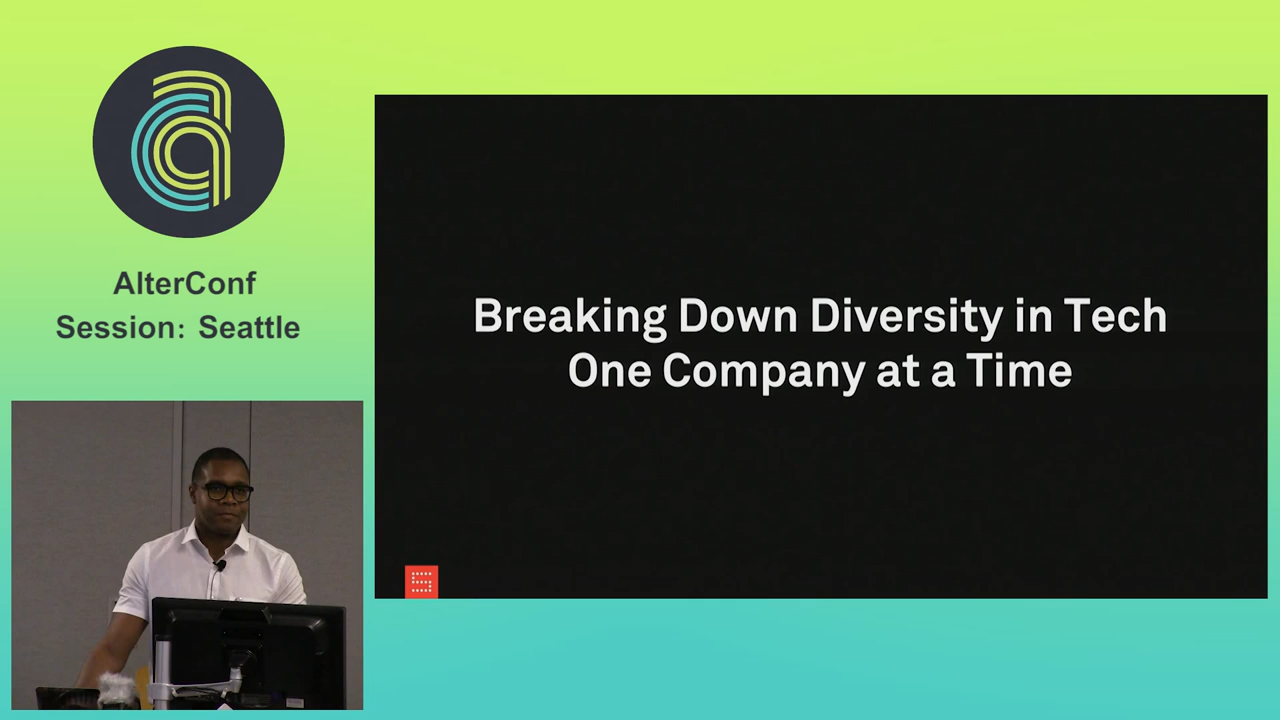 AlterConf
Session: Seattle
Breaking Down Diversity in Tech
One Company at a Time